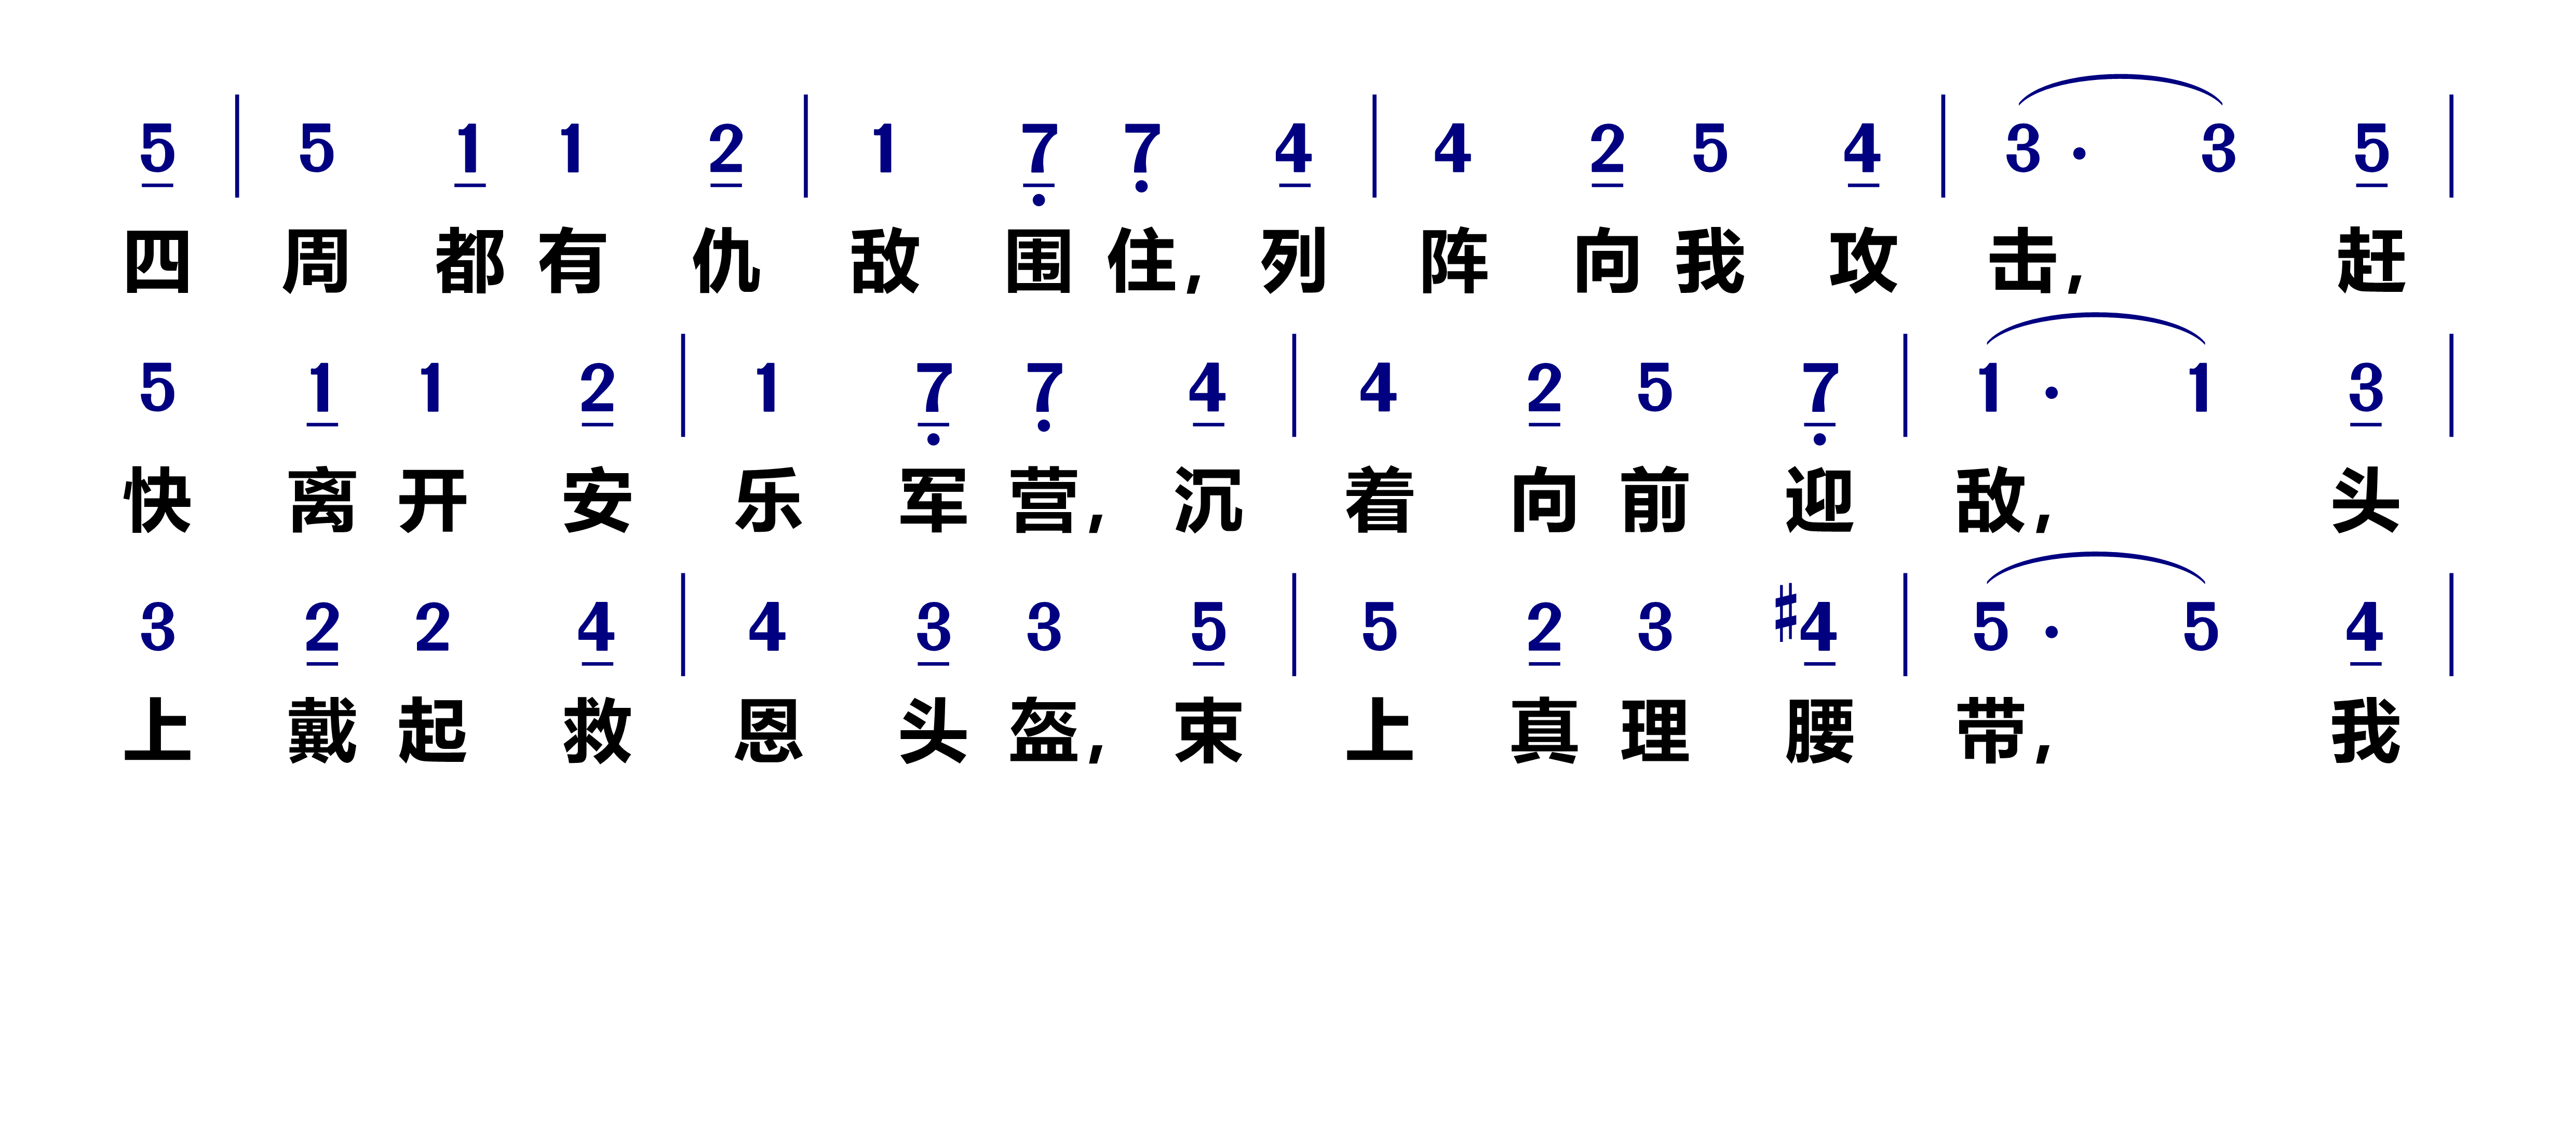 5 | 5 1 1 2 | 1 7 7 4 | 4 2 5 4 | 3 · 3 5 |
四 周 都 有 仇 敌 围 住, 列 阵 向 我 攻 击, 赶
5 1 1 2 | 1 7 7 4 | 4 2 5 7 | 1 · 1 3 |
快 离 开 安 乐 军 营, 沉 着 向 前 迎 敌, 头
3 2 2 4 | 4 3 3 5 | 5 2 3 #4 | 5 · 5 4 |
上 戴 起 救 恩 头 盔, 束 上 真 理 腰 带, 我